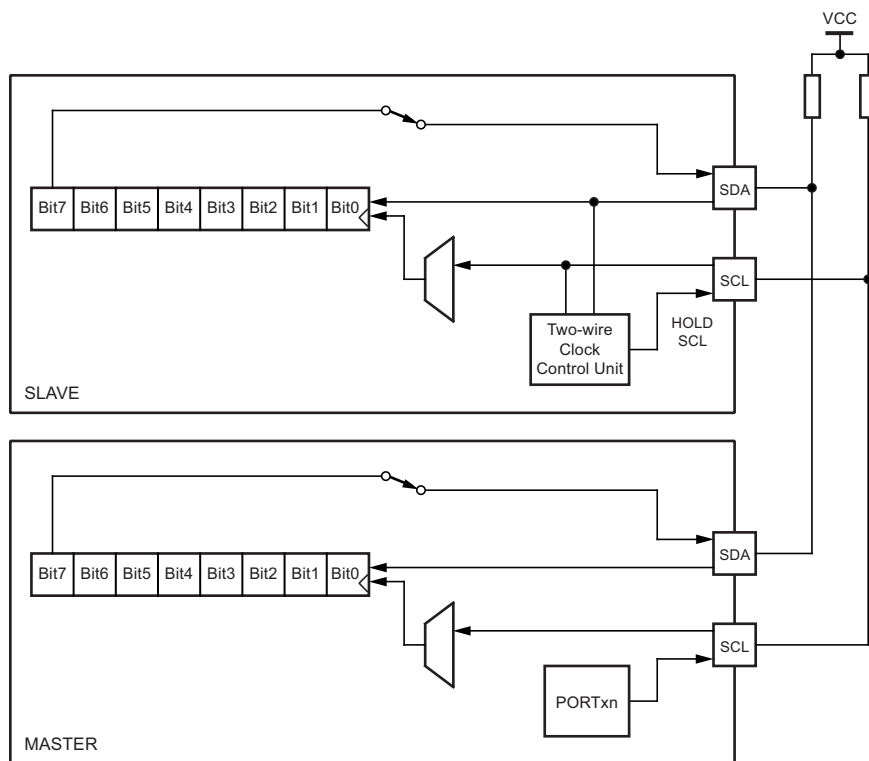 VCC
SDA
Bit7 Bit6 Bit5 Bit4 Bit3 Bit2 Bit1 Bit0
SCL
Two-wire
Clock
Control Unit
HOLD
SCL
SLAVE
SDA
Bit7 Bit6 Bit5 Bit4 Bit3 Bit2 Bit1 Bit0
SCL
PORTxn
MASTER